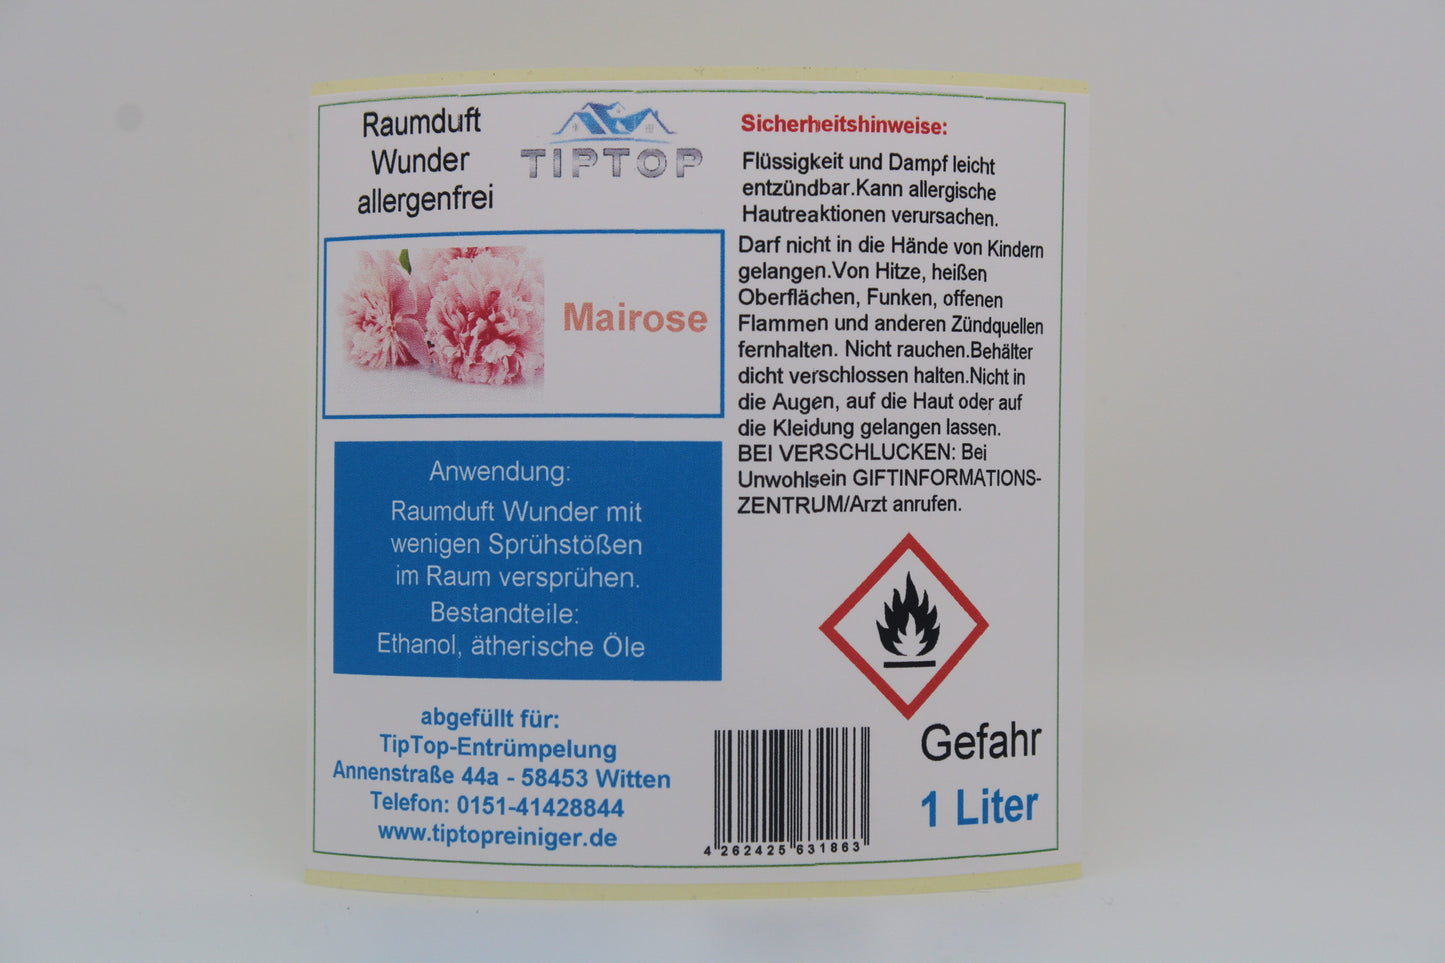 Raumduft
Wunder
allergenfrei
TIPTOP
Mairose
Anwendung:
Raumduft Wunder mit
wenigen Sprühstößen
im Raum versprühen.
Bestandteile:
Ethanol, ätherische Öle
abgefüllt für:
TipTop-Entrümpelung
Annenstraße 44a - 58453 Witten
Telefon: 0151-41428844
www.tiptopreiniger.de
Sicherheitshinweise:
Flüssigkeit und Dampf leicht
entzündbar.Kann allergische
Hautreaktionen verursachen.
Darf nicht in die Hände von Kindern
gelangen.Von Hitze, heißen
Oberflächen, Funken, offenen
Flammen und anderen Zündquellen
fernhalten. Nicht rauchen.Behälter
dicht verschlossen halten.Nicht in
die Augen, auf die Haut oder auf
die Kleidung gelangen lassen.
BEI VERSCHLUCKEN: Bei
Unwohlsein GIFTINFORMATIONS-
ZENTRUM/Arzt anrufen.
Gefahr
1 Liter
4 262425 631863